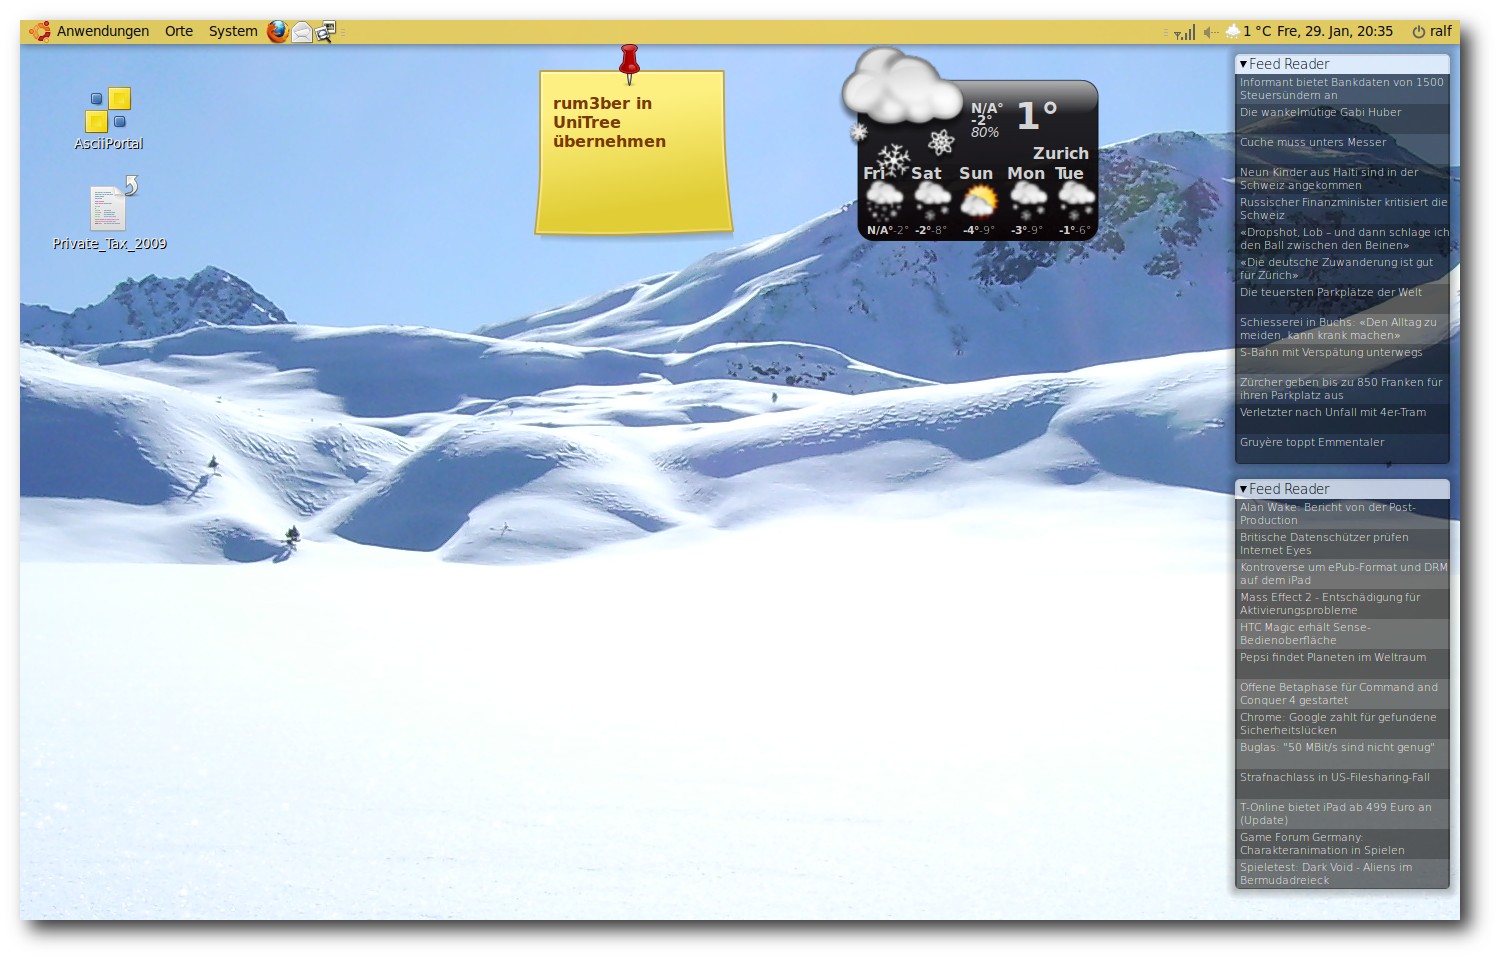 Anwendungen Orte System
1 °C Fre, 29. Jan, 20:35 ralf
AsciiPortal
Private_Tax_2009
rum3ber in
UniTree
übernehmen
N/A°
-2°
80%
1°
Zurich
Fri Sat Sun Mon Tue
N/A°-2° -2°-8° -4°-9° -3°-9° -1°-6°
Feed Reader
Informant bietet Bankdaten von 1500
Steuersündern an
Die wankelmütige Gabi Huber
Cuche muss unters Messer
Neun Kinder aus Haiti sind in der
Schweiz angekommen
Russischer Finanzminister kritisiert die
Schweiz
«Dropshot, Lob – und dann schlage ich
den Ball zwischen den Beinen»
«Die deutsche Zuwanderung ist gut
für Zürich»
Die teuersten Parkplätze der Welt
Schiesserei in Buchs: «Den Alltag zu
meiden, kann krank machen»
S-Bahn mit Verspätung unterwegs
Zürcher geben bis zu 850 Franken für
ihren Parkplatz aus
Verletzter nach Unfall mit 4er-Tram
Gruyère toppt Emmentaler
Feed Reader
Alan Wake: Bericht von der Post-
Production
Britische Datenschützer prüfen
Internet Eyes
Kontroverse um ePub-Format und DRM
auf dem iPad
Mass Effect 2 - Entschädigung für
Aktivierungsprobleme
HTC Magic erhält Sense-
Bedienoberfläche
Pepsi findet Planeten im Weltraum
Offene Betaphase für Command and
Conquer 4 gestartet
Chrome: Google zahlt für gefundene
Sicherheitslücken
Buglas: "50 MBit/s sind nicht genug"
Strafnachlass in US-Filesharing-Fall
T-Online bietet iPad ab 499 Euro an
(Update)
Game Forum Germany:
Charakteranimation in Spielen
Spieletest: Dark Void - Aliens im
Bermudadreieck